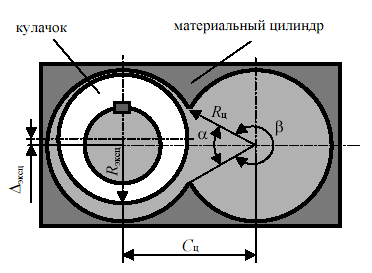 кулачок
материальный цилиндр
Rц
α
β
Rэксц
Δэксц
Cц